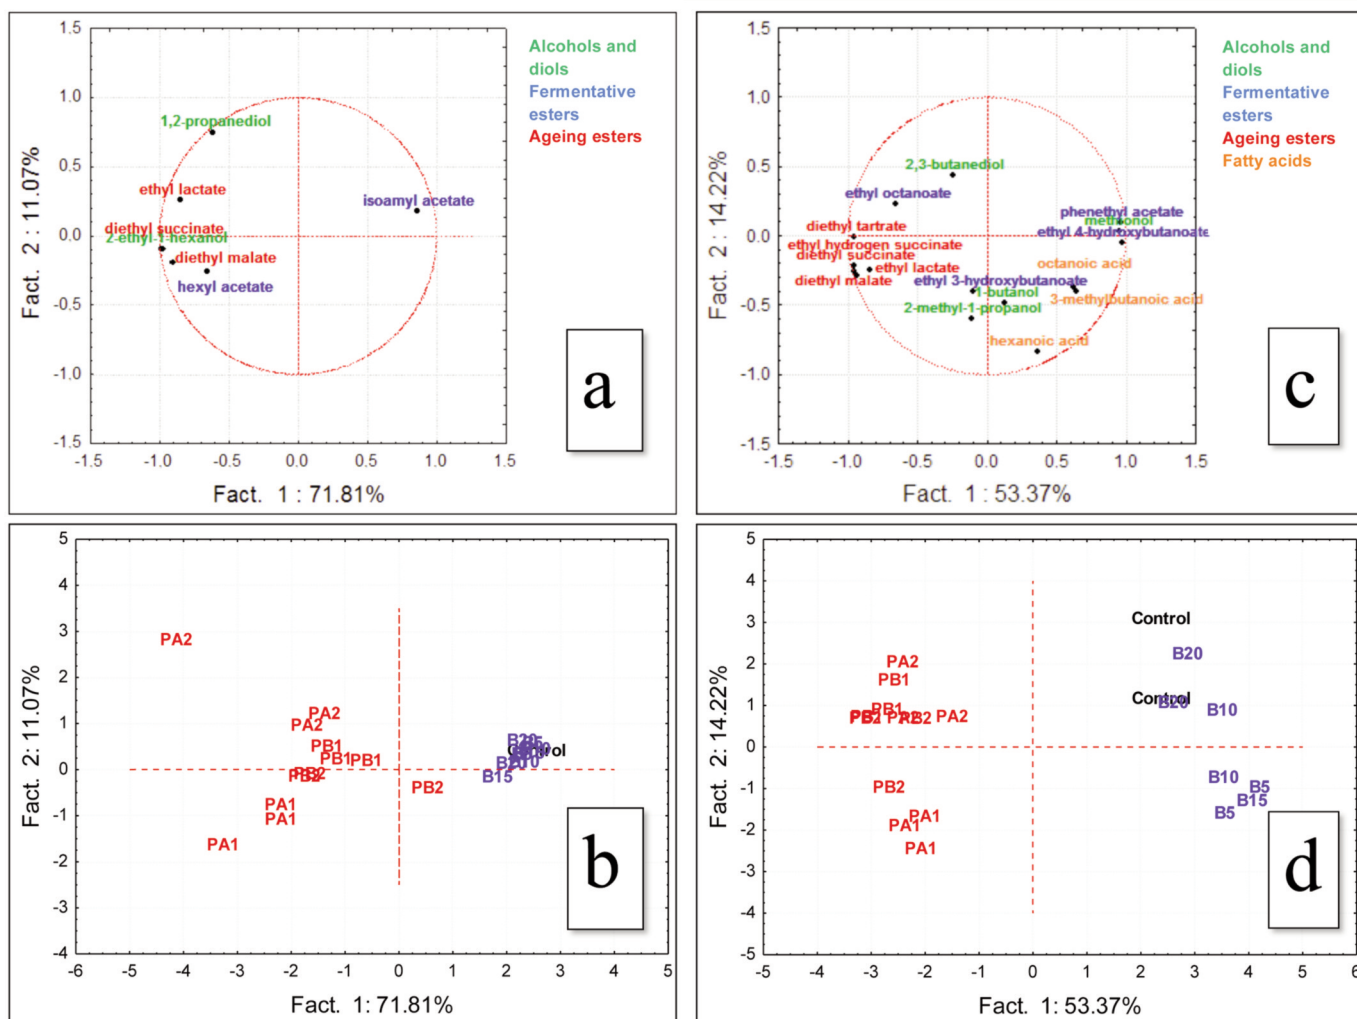 1.5
1.0
0.5
0.0
-0.5
-1.0
-1.5
Fact. 2 : 11.07%
1,2-propanediol
ethyl lactate
isoamyl acetate
diethyl succinate
2-ethyl-1-hexanol
diethyl malate
hexyl acetate
-1.5 -1.0 -0.5 0.0 0.5 1.0 1.5
Fact. 1 : 71.81%
Alcohols and
diols
Fermentative
esters
Ageing esters
a
1.5
1.0
0.5
0.0
-0.5
-1.0
-1.5
Fact. 2 : 14.22%
2,3-butanediol
ethyl octanoate
phenethyl acetate
methionol
diethyl tartrate
ethyl 4-hydroxybutanoate
ethyl hydrogen succinate
diethyl succinate
octanoic acid
ethyl lactate
diethyl malate
ethyl 3-hydroxybutanoate
1-butanol
3-methylbutanoic acid
2-methyl-1-propanol
hexanoic acid
-1.5 -1.0 -0.5 0.0 0.5 1.0 1.5
Fact. 1 : 53.37%
Alcohols and
diols
Fermentative
esters
Ageing esters
Fatty acids
c
5
4
3
2
1
0
-1
-2
-3
-4
Fact. 2: 11.07%
PA2
PA2
PA2
PB1
PB1 PB1
PB2
PB2
PB2
PA1
PA1
PA1
B20
Control
B15
-6 -5 -4 -3 -2 -1 0 1 2 3 4 5
Fact. 1: 71.81%
b
5
4
3
2
1
0
-1
-2
-3
-4
-5
Fact. 2: 14.22%
Control
B20
PA2
PB1
Control
B20
B10
PB1
PB2
PA2
PB2
B10
B5
B15
B5
PA1
PA1
PA1
-5 -4 -3 -2 -1 0 1 2 3 4 5 6
Fact. 1: 53.37%
d